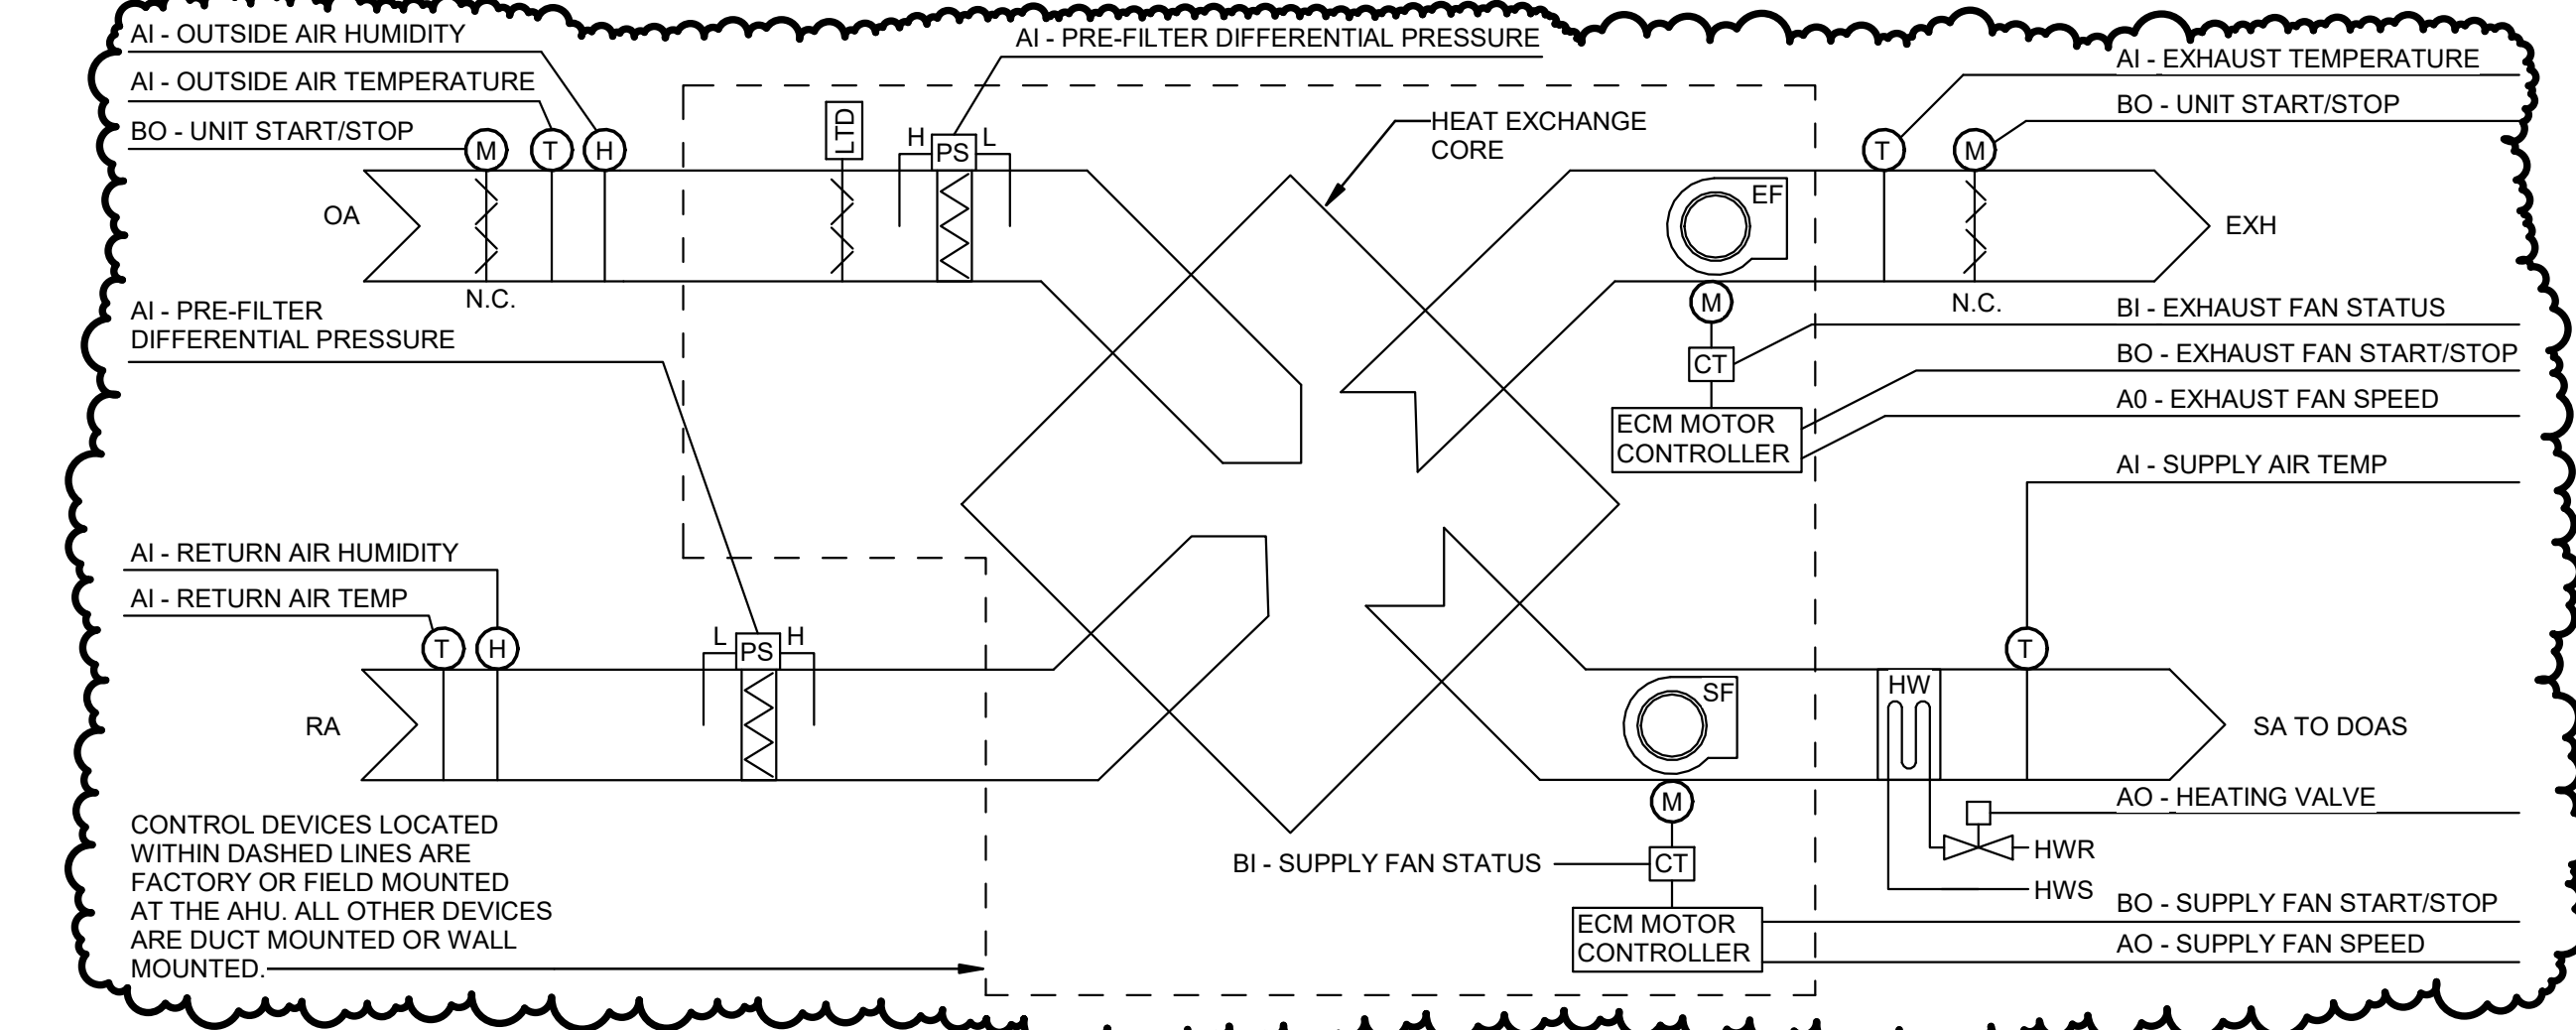 AI - OUTSIDE AIR HUMIDITY
AI - OUTSIDE AIR TEMPERATURE
BO - UNIT START/STOP
M
T
H
OA
N.C.
LTD
AI - PRE-FILTER DIFFERENTIAL PRESSURE
H
PS
L
HEAT EXCHANGE
CORE
AI - EXHAUST TEMPERATURE
BO - UNIT START/STOP
T
M
EF
EXH
N.C.
M
CT
ECM MOTOR
CONTROLLER
BI - EXHAUST FAN STATUS
BO - EXHAUST FAN START/STOP
A0 - EXHAUST FAN SPEED
AI - PRE-FILTER
DIFFERENTIAL PRESSURE
AI - RETURN AIR HUMIDITY
AI - RETURN AIR TEMP
T
H
RA
L
PS
H
AI - SUPPLY AIR TEMP
T
SF
HW
SA TO DOAS
M
BI - SUPPLY FAN STATUS
CT
ECM MOTOR
CONTROLLER
AO - HEATING VALVE
HWR
HWS
BO - SUPPLY FAN START/STOP
AO - SUPPLY FAN SPEED
CONTROL DEVICES LOCATED
WITHIN DASHED LINES ARE
FACTORY OR FIELD MOUNTED
AT THE AHU. ALL OTHER DEVICES
ARE DUCT MOUNTED OR WALL
MOUNTED.